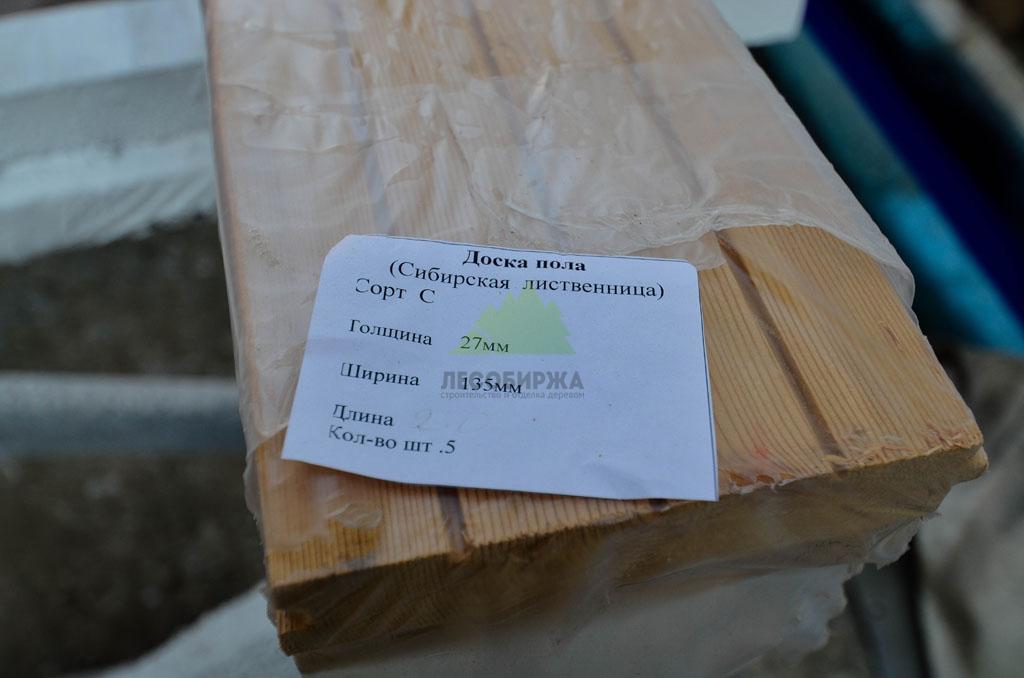 Доска пола
(Сибирская лиственница)
Сорт С
Толщина 27мм
Ширина 135мм
Длина
Кол-во шт .5
ЛЕСОБИРЖА
строительство и отделка деревом